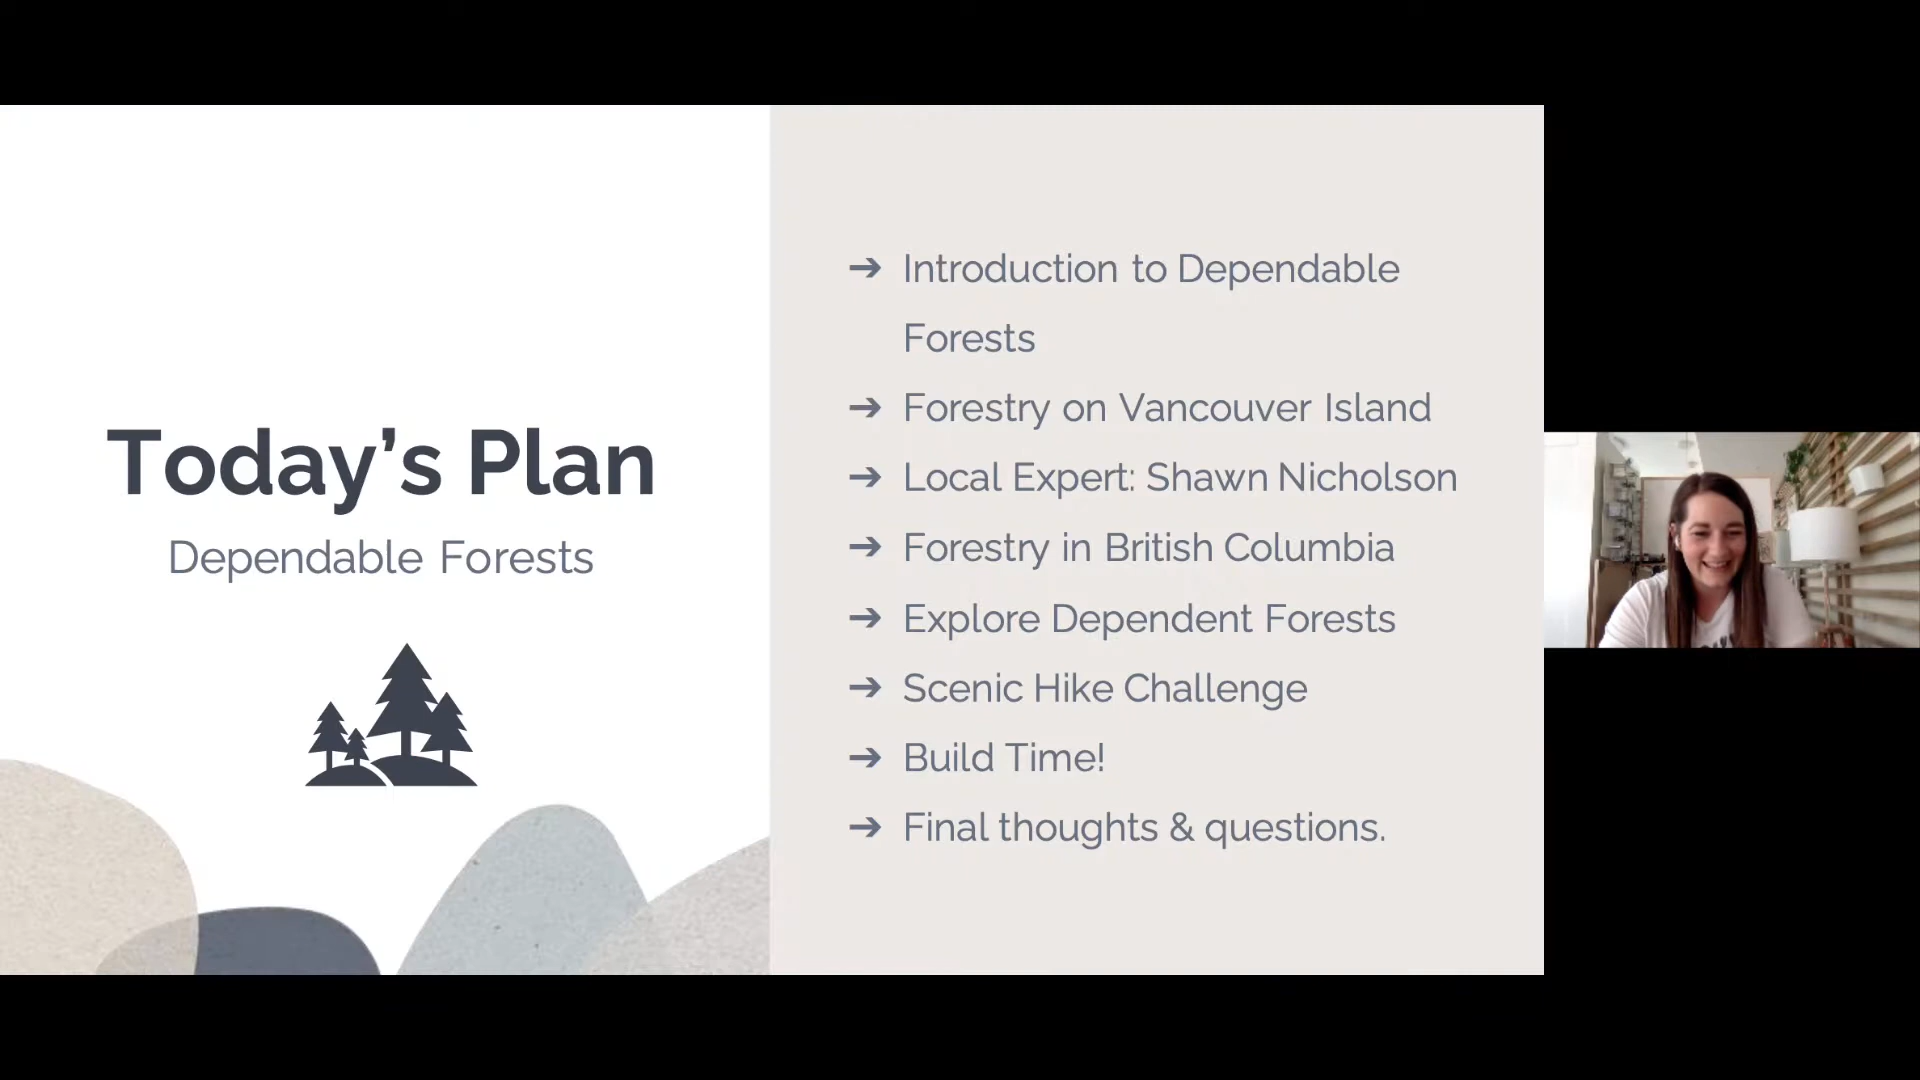 Today's Plan
Dependable Forests
➔ Introduction to Dependable
Forests
➔ Forestry on Vancouver Island
➔ Local Expert: Shawn Nicholson
➔ Forestry in British Columbia
➔ Explore Dependent Forests
➔ Scenic Hike Challenge
➔ Build Time!
➔ Final thoughts & questions.